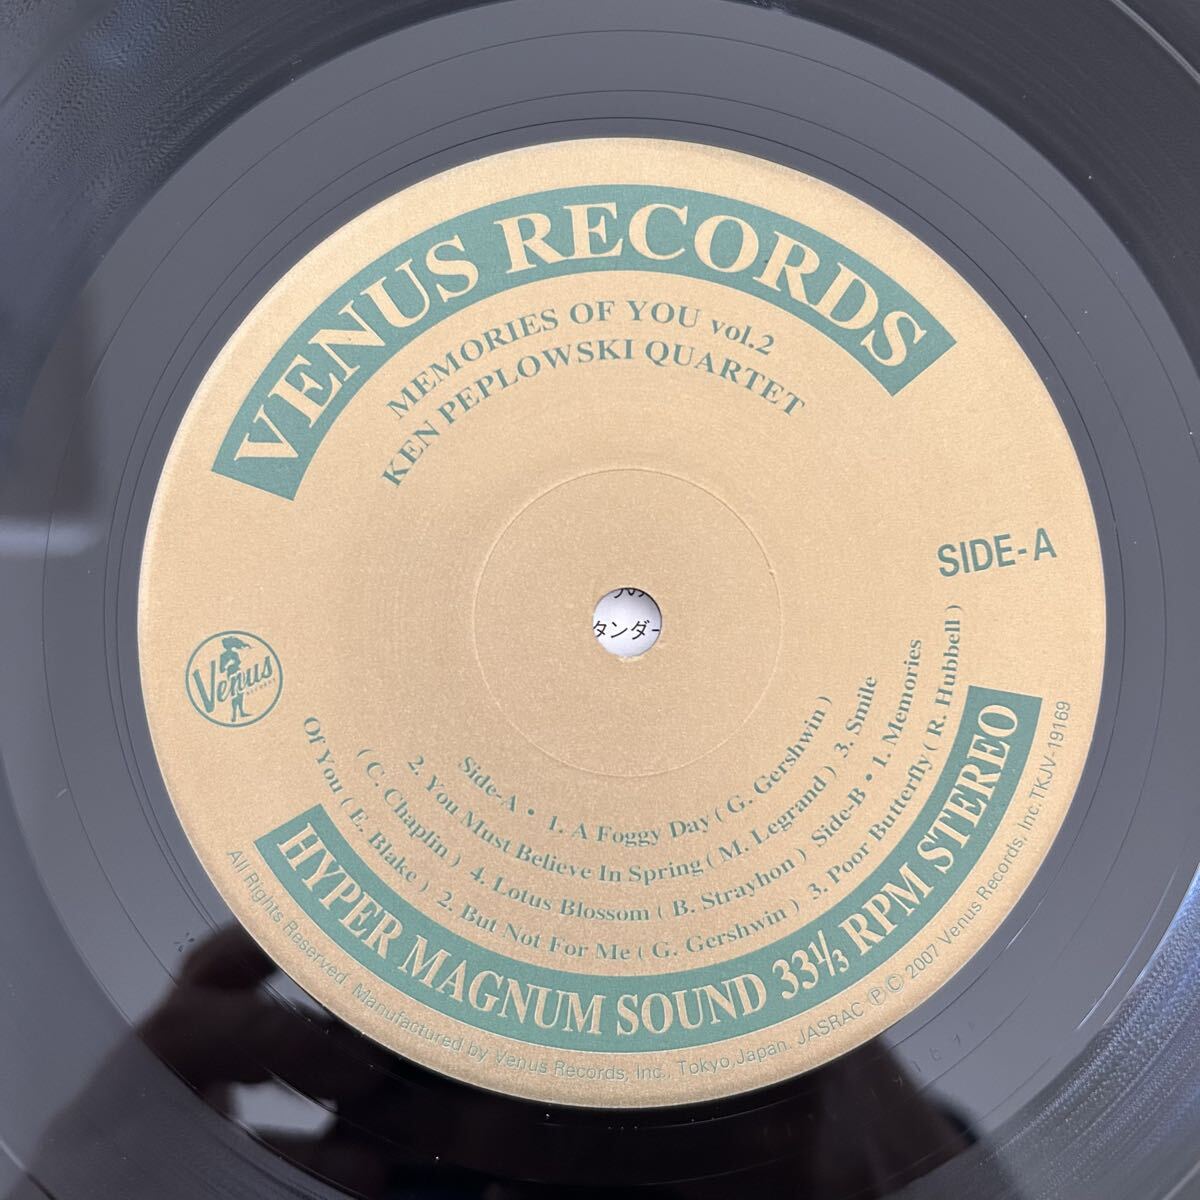 VENUS RECORDS
MEMORIES OF YOU vol.2
KEN PEPLOWSKI QUARTET
SIDE-A
タンダー
Venus
RECORDS
Side-A • 1. A Foggy Day ( G. Gershwin )
2. You Must Believe In Spring ( M. Legrand ) 3. Smile
( C. Chaplin ) 4. Lotus Blossom ( B. Strayhon ) Side-B • 1. Memories
Of You ( E. Blake ) 2. But Not For Me ( G. Gershwin ) 3. Poor Butterfly ( R. Hubbell )
HYPER MAGNUM SOUND 33⅓ RPM STEREO
All Rights Reserved. Manufactured by Venus Records, Inc., Tokyo,Japan. JASRAC Ⓟ© 2007 Venus Records, Inc. TKJV-19169